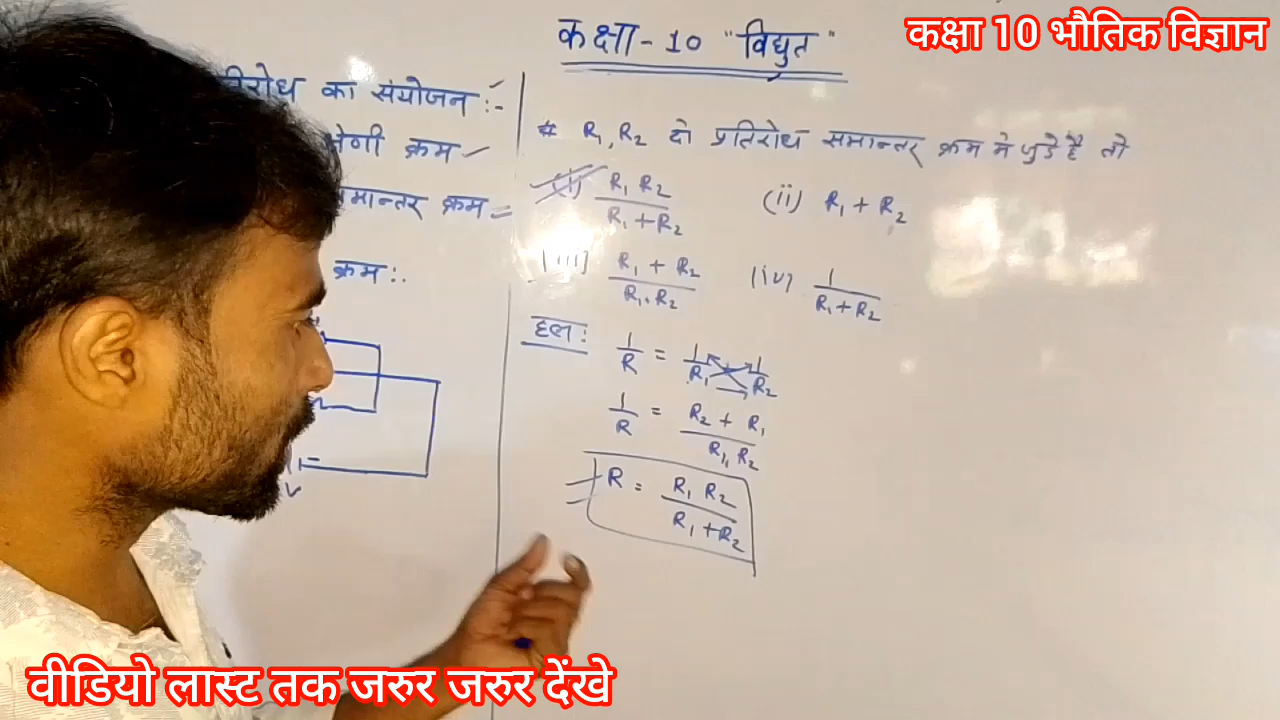 कक्षा 10 भौतिक विज्ञान
कक्षा - 10 "विद्युत"
का संयोजन :-
क्रम
क्रम =
क्रम :.
# R₁, R₂ दो प्रतिरोध समान्तर क्रम मे जुड़े है तो
(i) R₁ R₂ / R₁ + R₂ (ii) R₁ + R₂
(iii) R₁ + R₂ / R₁. R₂ (iv) 1 / R₁ + R₂
हल :
1/R = 1/R₁ + 1/R₂
1/R = R₂ + R₁ / R₁, R₂
R = R₁ R₂ / R₁ + R₂
वीडियो लास्ट तक जरुर जरुर देंखे